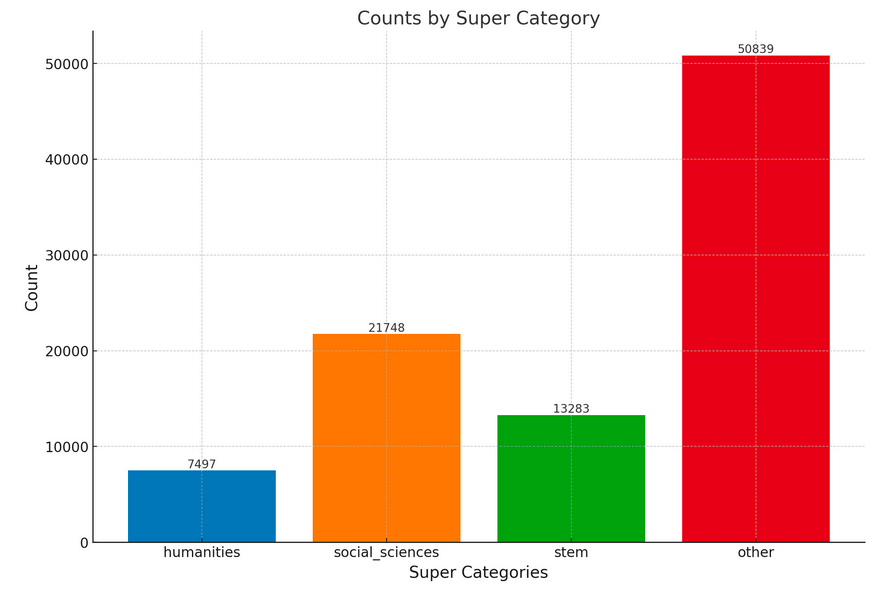 Counts by Super Category
50839
50000
40000
30000
21748
20000
13283
10000
7497
0
Count
humanities
social_sciences
stem
other
Super Categories